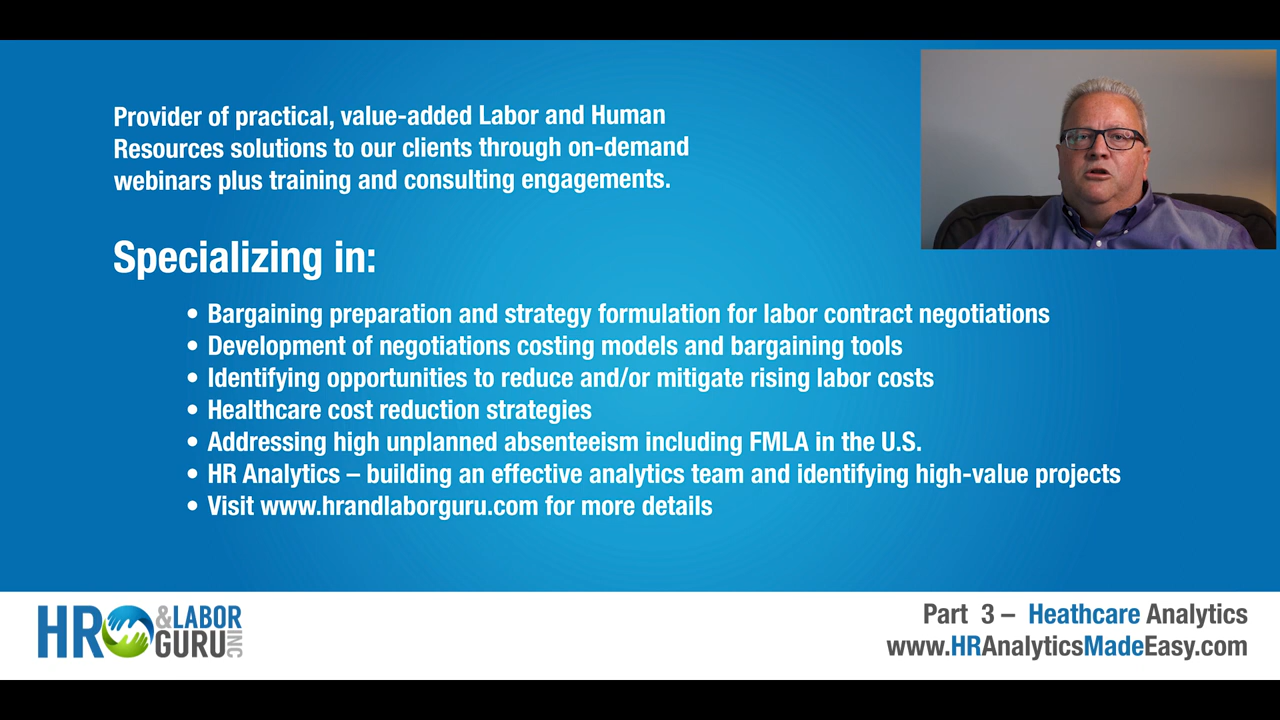 Provider of practical, value-added Labor and Human
Resources solutions to our clients through on-demand
webinars plus training and consulting engagements.
Specializing in:
• Bargaining preparation and strategy formulation for labor contract negotiations
• Development of negotiations costing models and bargaining tools
• Identifying opportunities to reduce and/or mitigate rising labor costs
• Healthcare cost reduction strategies
• Addressing high unplanned absenteeism including FMLA in the U.S.
• HR Analytics – building an effective analytics team and identifying high-value projects
• Visit www.hrandlaborguru.com for more details
HR &LABOR
GURU INC
Part 3 – Heathcare Analytics
www.HRAnalyticsMadeEasy.com